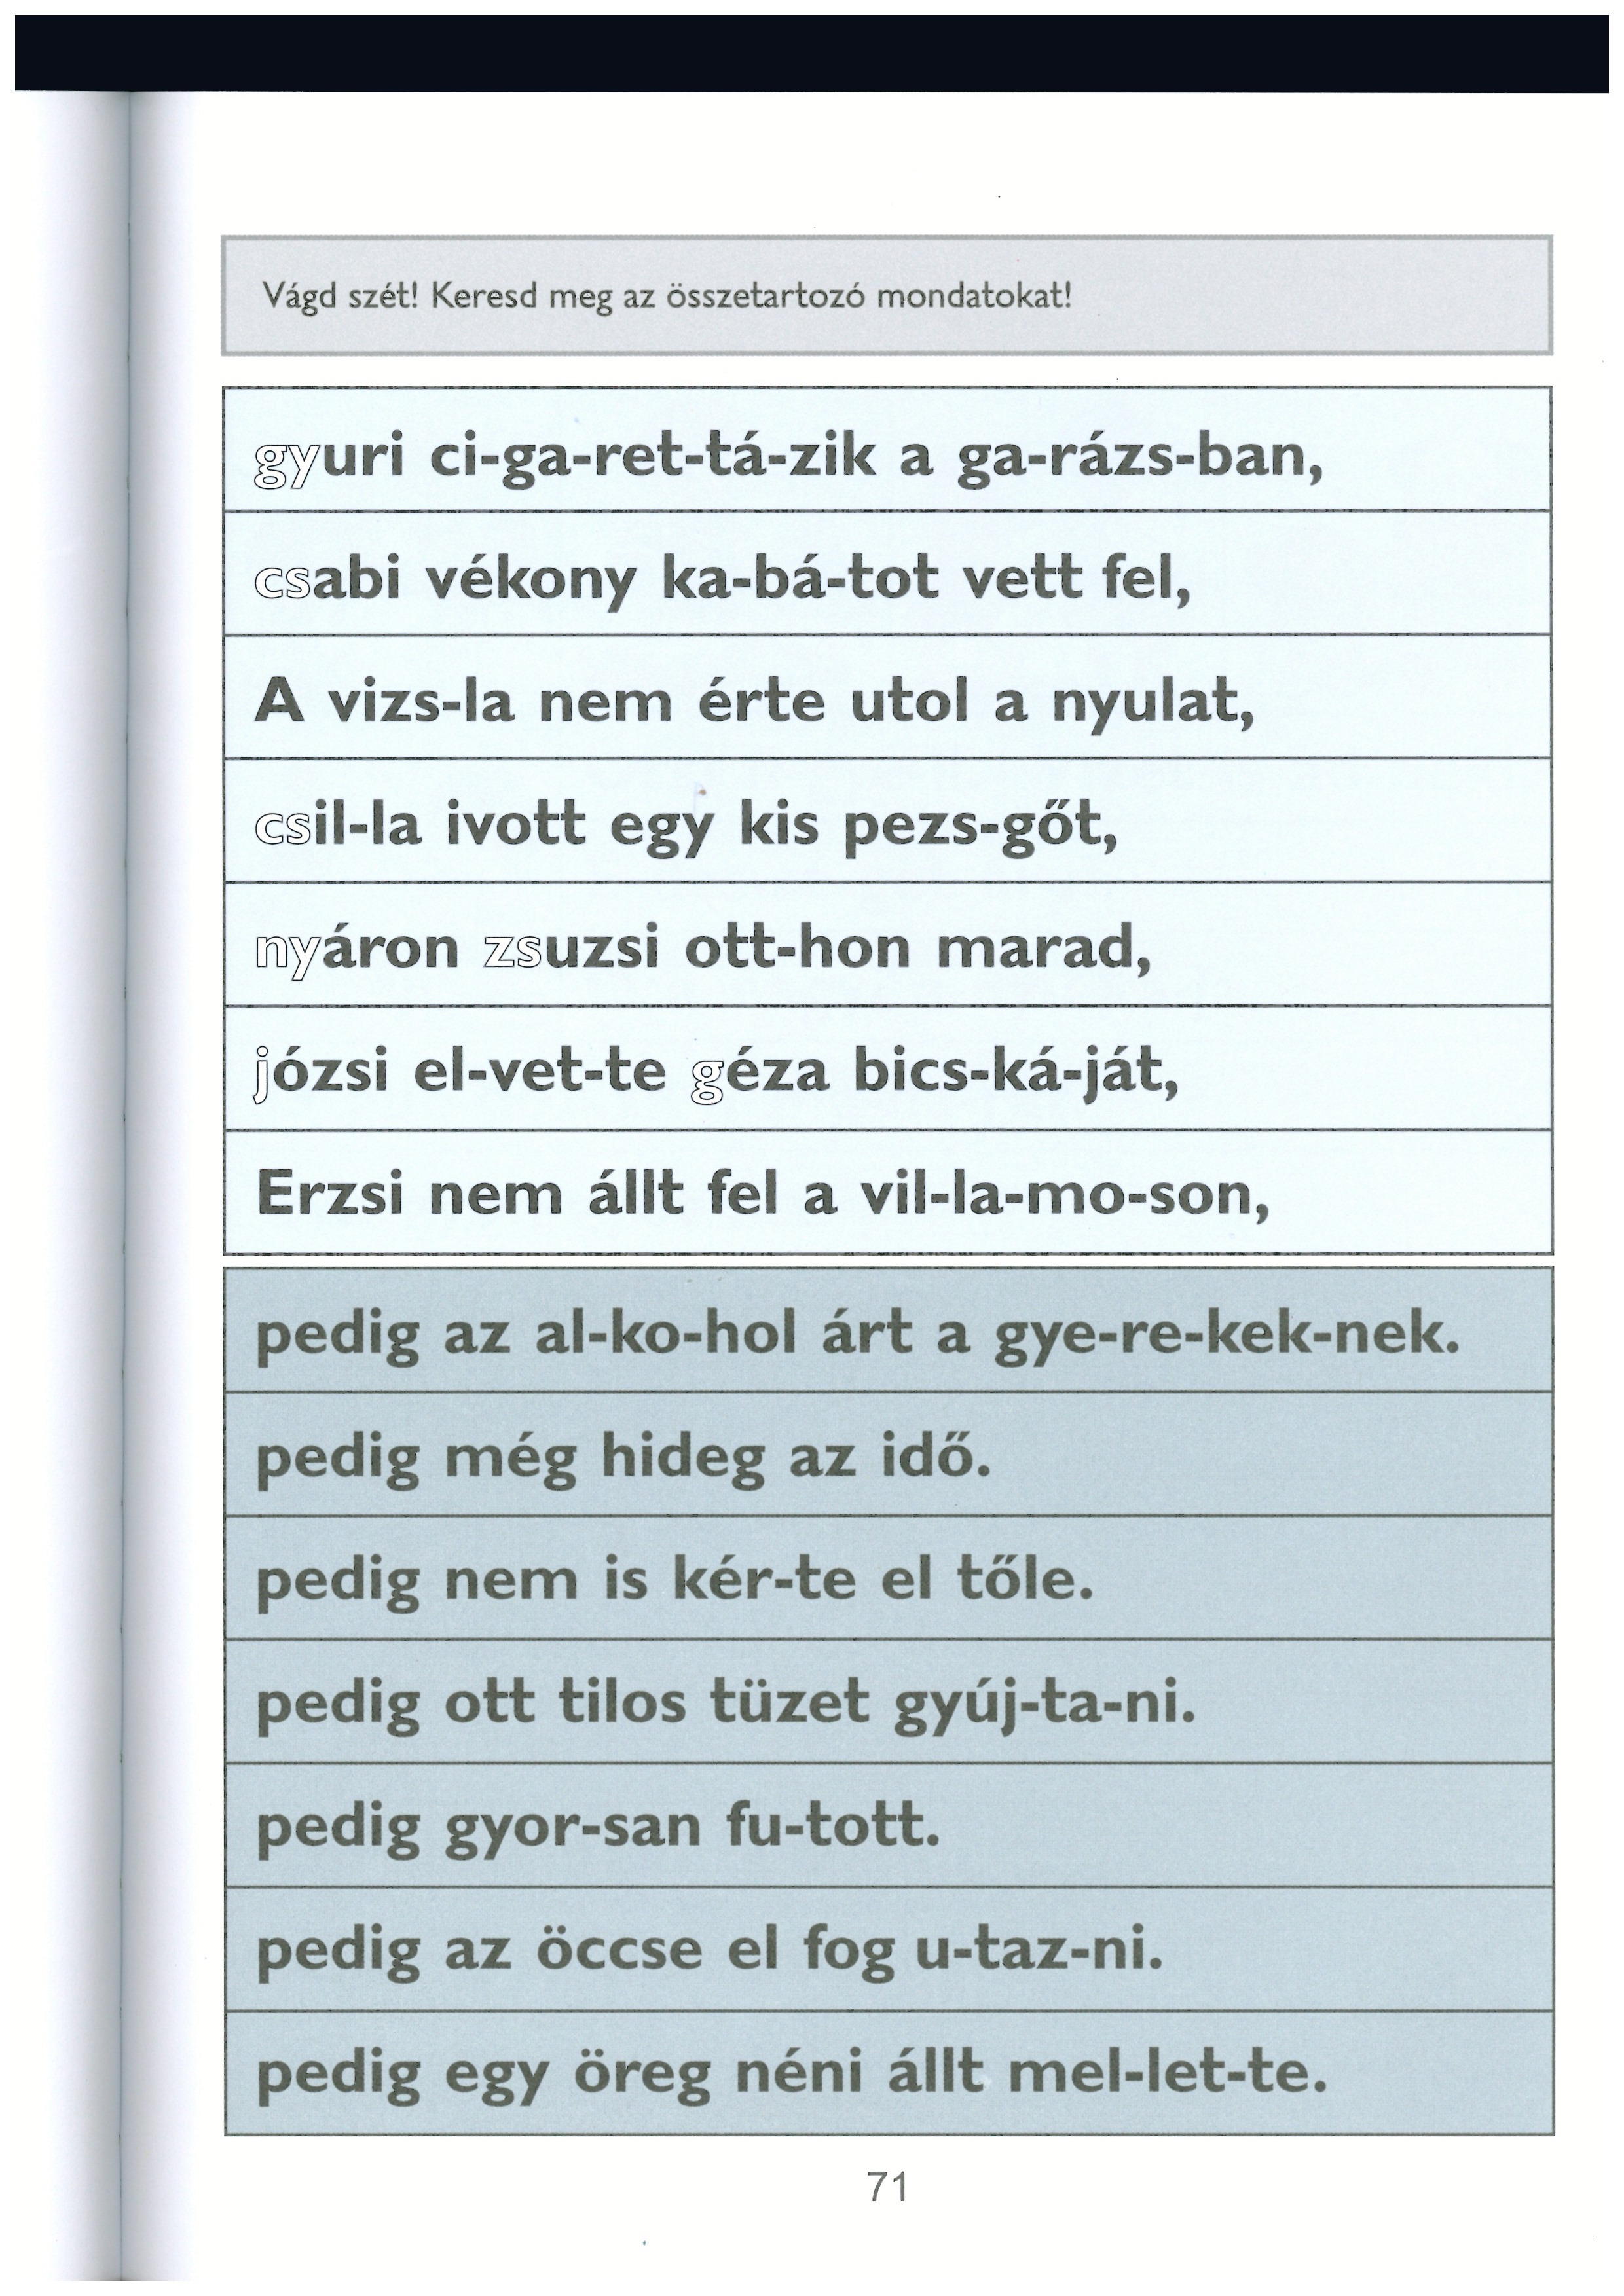 Vágd szét! Keresd meg az összetartozó mondatokat!
gyuri ci-ga-ret-tá-zik a ga-rázs-ban,
csabi vékony ka-bá-tot vett fel,
A vizs-la nem érte utol a nyulat,
csil-la ivott egy kis pezs-gőt,
nyáron zsuzsi ott-hon marad,
józsi el-vet-te géza bics-ká-ját,
Erzsi nem állt fel a vil-la-mo-son,
pedig az al-ko-hol árt a gye-re-kek-nek.
pedig még hideg az idő.
pedig nem is kér-te el tőle.
pedig ott tilos tüzet gyúj-ta-ni.
pedig gyor-san fu-tott.
pedig az öccse el fog u-taz-ni.
pedig egy öreg néni állt mel-let-te.
71